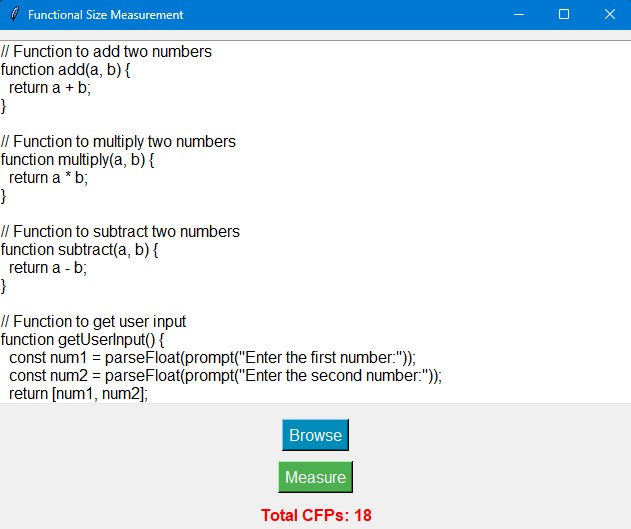 Functional Size Measurement
// Function to add two numbers
function add(a, b) {
  return a + b;
}
// Function to multiply two numbers
function multiply(a, b) {
  return a * b;
}
// Function to subtract two numbers
function subtract(a, b) {
  return a - b;
}
// Function to get user input
function getUserInput() {
  const num1 = parseFloat(prompt("Enter the first number:"));
  const num2 = parseFloat(prompt("Enter the second number:"));
  return [num1, num2];
Browse
Measure
Total CFPs: 18